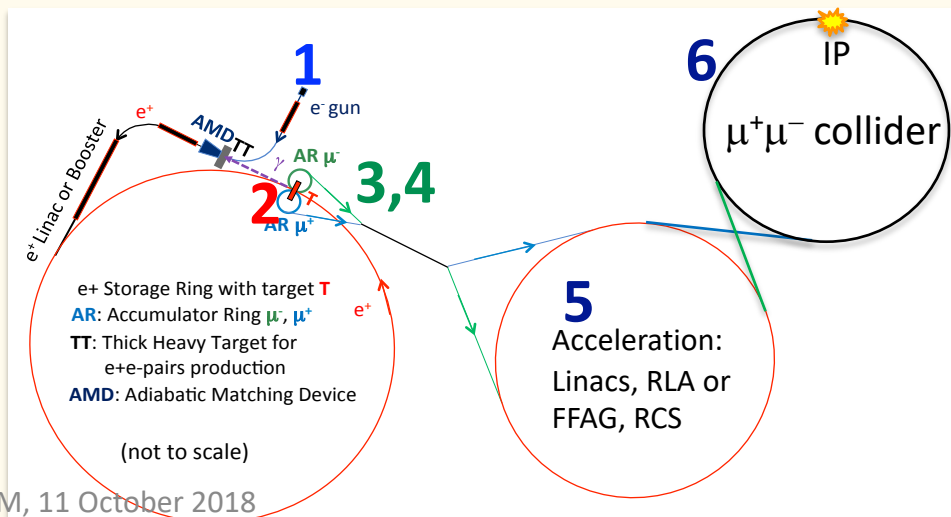 1
e⁻ gun
e⁺
AMD
TT
e⁺ Linac or Booster
γ
AR μ⁻
T
2
AR μ⁺
3,4
e+ Storage Ring with target T
AR: Accumulator Ring μ⁻, μ⁺
TT: Thick Heavy Target for
e+e-pairs production
AMD: Adiabatic Matching Device
(not to scale)
e⁺
5
Acceleration:
Linacs, RLA or
FFAG, RCS
6
IP
μ⁺μ⁻ collider
M, 11 October 2018